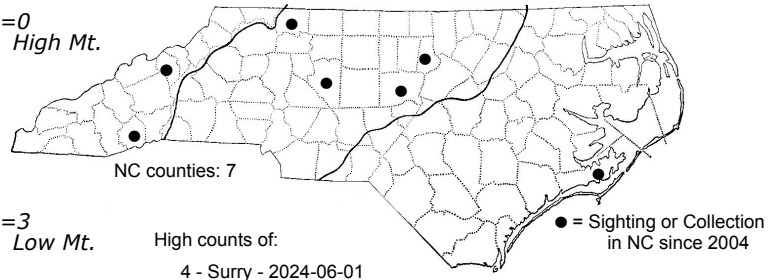 =0
High Mt.
NC counties: 7
=3
Low Mt.
High counts of:
4 - Surry - 2024-06-01
= Sighting or Collection
in NC since 2004